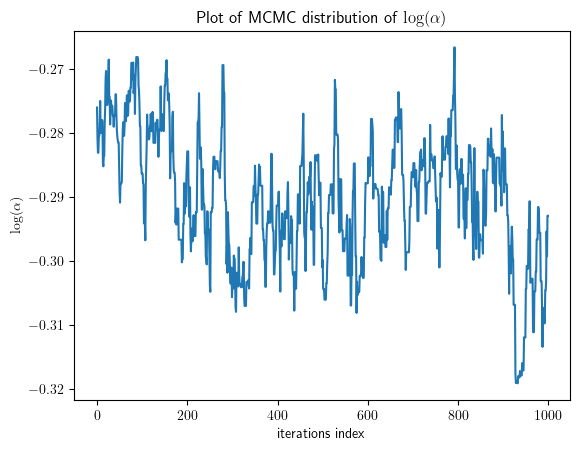 Plot of MCMC distribution of log(α)
−0.27
−0.28
−0.29
−0.30
−0.31
−0.32
log(α)
0 200 400 600 800 1000
iterations index